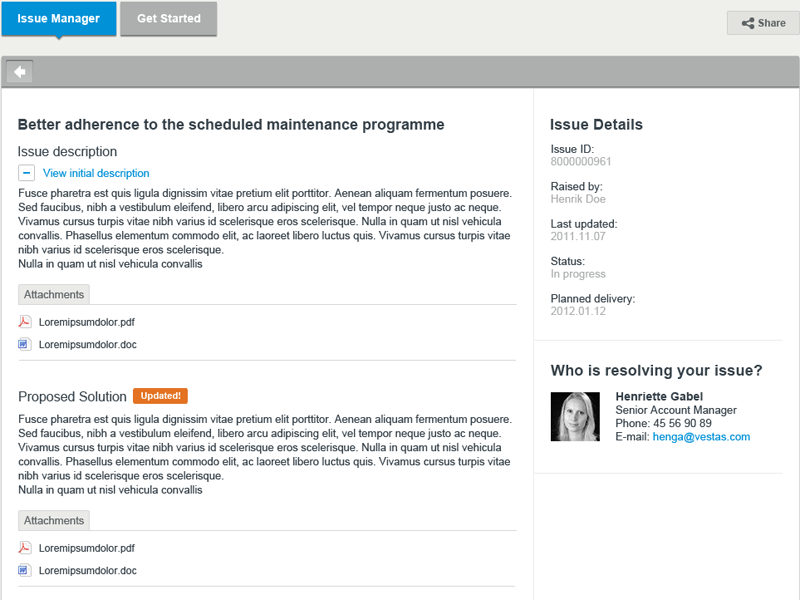 Issue Manager
Get Started
Share
Better adherence to the scheduled maintenance programme
Issue description
View initial description
Fusce pharetra est quis ligula dignissim vitae pretium elit porttitor. Aenean aliquam fermentum posuere.
Sed faucibus, nibh a vestibulum eleifend, libero arcu adipiscing elit, vel tempor neque justo ac neque.
Vivamus cursus turpis vitae nibh varius id scelerisque eros scelerisque. Nulla in quam ut nisl vehicula
convallis. Phasellus elementum commodo elit, ac laoreet libero luctus quis. Vivamus cursus turpis vitae
nibh varius id scelerisque eros scelerisque.
Nulla in quam ut nisl vehicula convallis
Attachments
Loremipsumdolor.pdf
Loremipsumdolor.doc
Proposed Solution
Updated!
Fusce pharetra est quis ligula dignissim vitae pretium elit porttitor. Aenean aliquam fermentum posuere.
Sed faucibus, nibh a vestibulum eleifend, libero arcu adipiscing elit, vel tempor neque justo ac neque.
Vivamus cursus turpis vitae nibh varius id scelerisque eros scelerisque. Nulla in quam ut nisl vehicula
convallis. Phasellus elementum commodo elit, ac laoreet libero luctus quis. Vivamus cursus turpis vitae
nibh varius id scelerisque eros scelerisque.
Nulla in quam ut nisl vehicula convallis
Attachments
Loremipsumdolor.pdf
Loremipsumdolor.doc
Issue Details
Issue ID:
8000000961
Raised by:
Henrik Doe
Last updated:
2011.11.07
Status:
In progress
Planned delivery:
2012.01.12
Who is resolving your issue?
Henriette Gabel
Senior Account Manager
Phone: 45 56 90 89
E-mail: henga@vestas.com